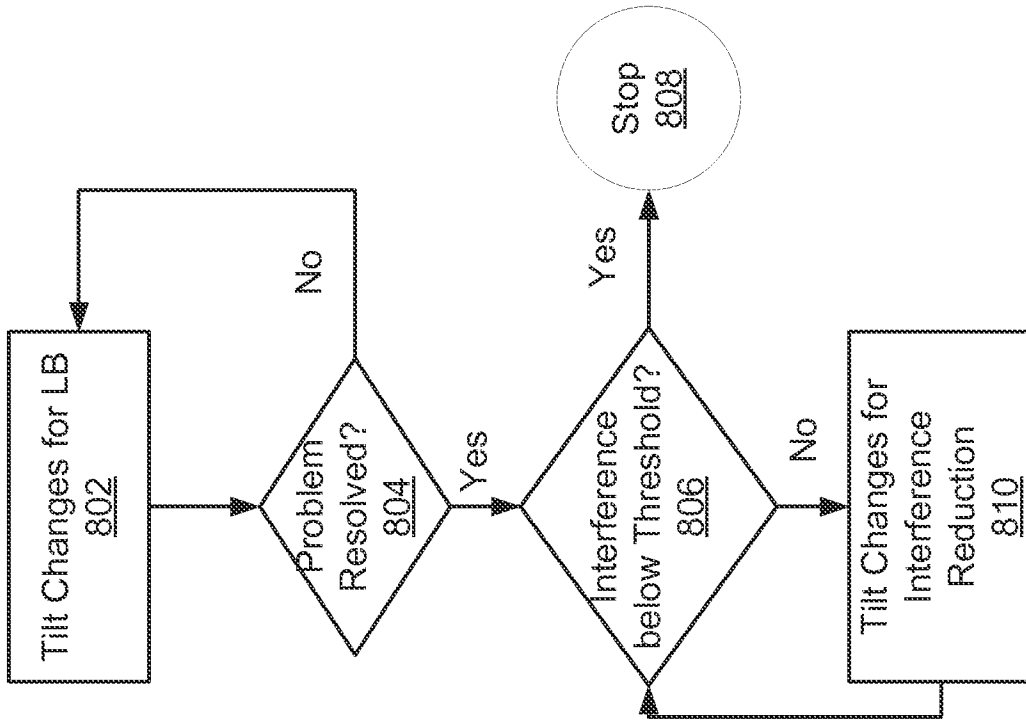 Tilt Changes for LB
802
Problem
Resolved?
804
No
Yes
Interference
below Threshold?
806
Yes
Stop
808
No
Tilt Changes for
Interference
Reduction
810